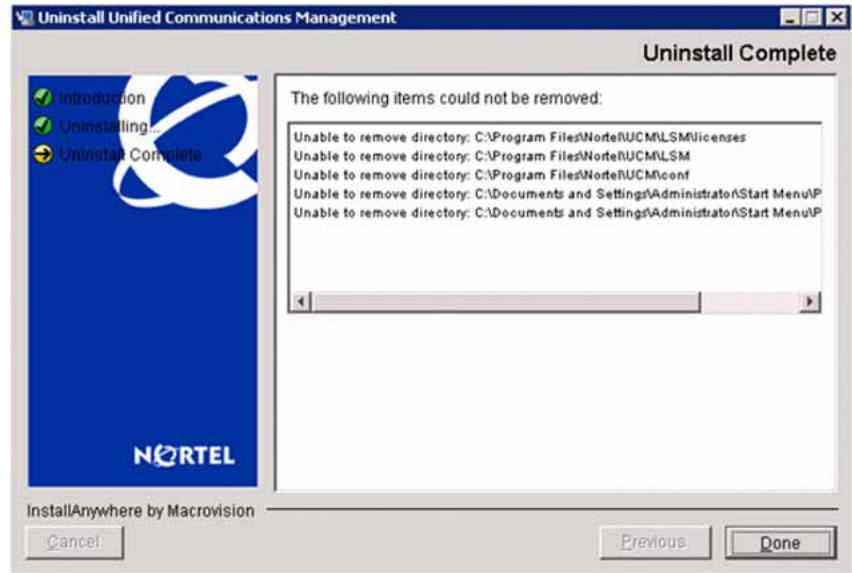 Uninstall Unified Communications Management
Uninstall Complete
Introduction
Uninstalling...
Uninstall Complete
The following items could not be removed:
Unable to remove directory: C:\Program Files\Nortel\UCM\LSM\licenses
Unable to remove directory: C:\Program Files\Nortel\UCM\LSM
Unable to remove directory: C:\Program Files\Nortel\UCM\conf
Unable to remove directory: C:\Documents and Settings\Administrator\Start Menu\P
Unable to remove directory: C:\Documents and Settings\Administrator\Start Menu\P
NORTEL
InstallAnywhere by Macrovision
Cancel
Previous
Done